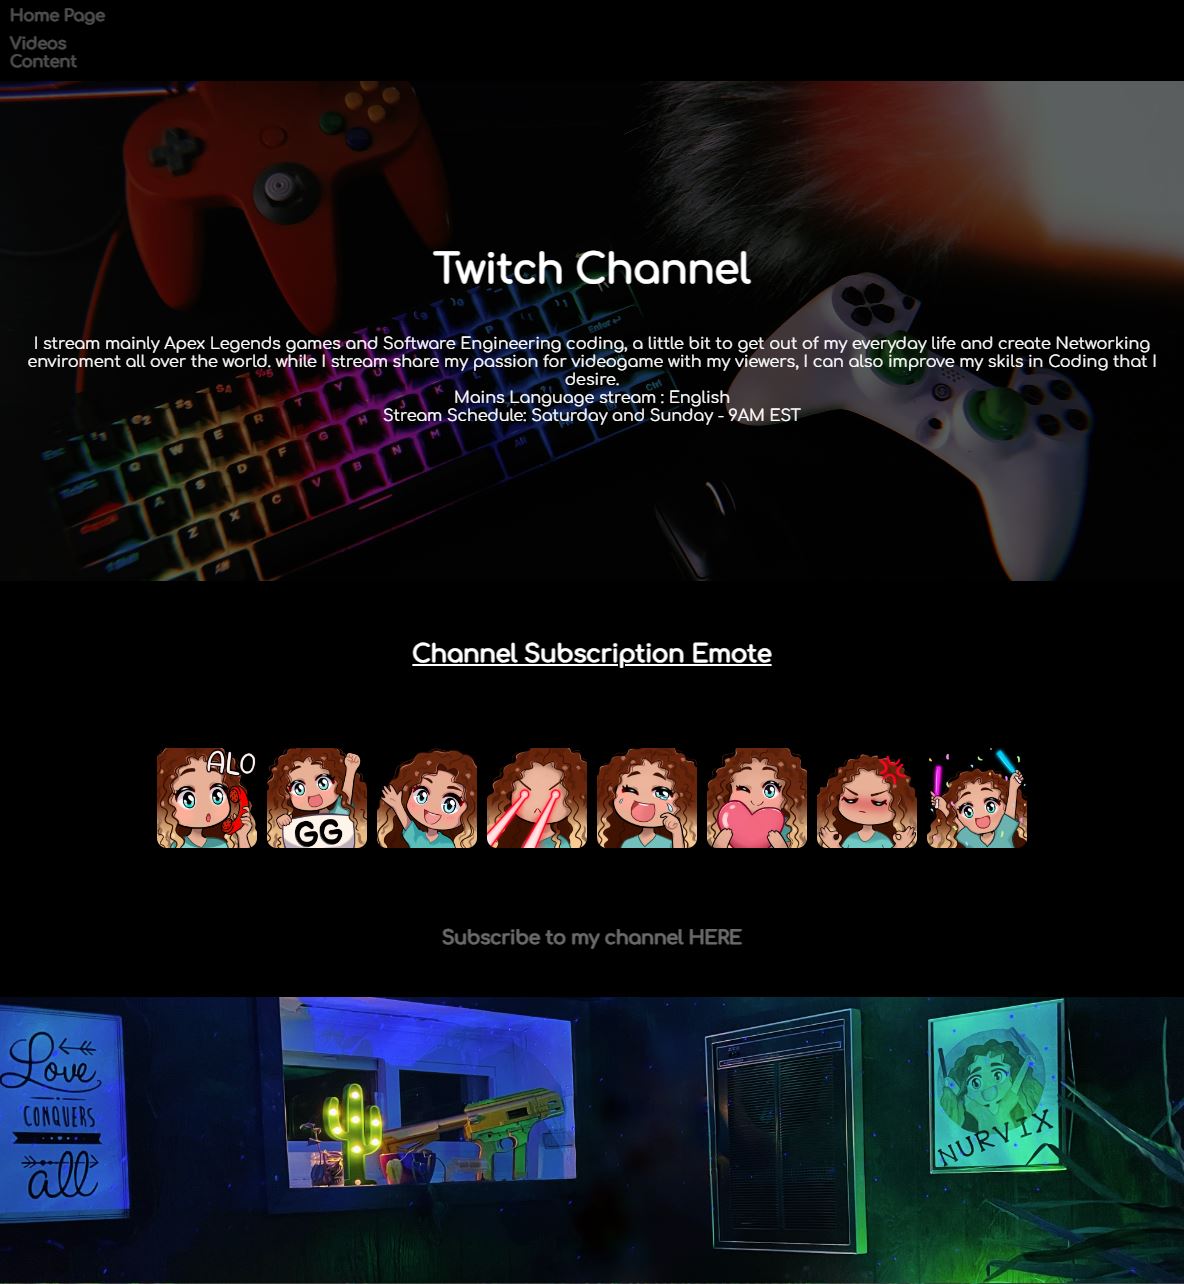 Home Page
Videos
Content
Twitch Channel
I stream mainly Apex Legends games and Software Engineering coding, a little bit to get out of my everyday life and create Networking
enviroment all over the world, while I stream share my passion for videogame with my viewers, I can also improve my skils in Coding that I
desire.
Mains Language stream : English
Stream Schedule: Saturday and Sunday - 9AM EST
Channel Subscription Emote
ALO
GG
Subscribe to my channel HERE
Love
CONQUERS
all
NURVIX